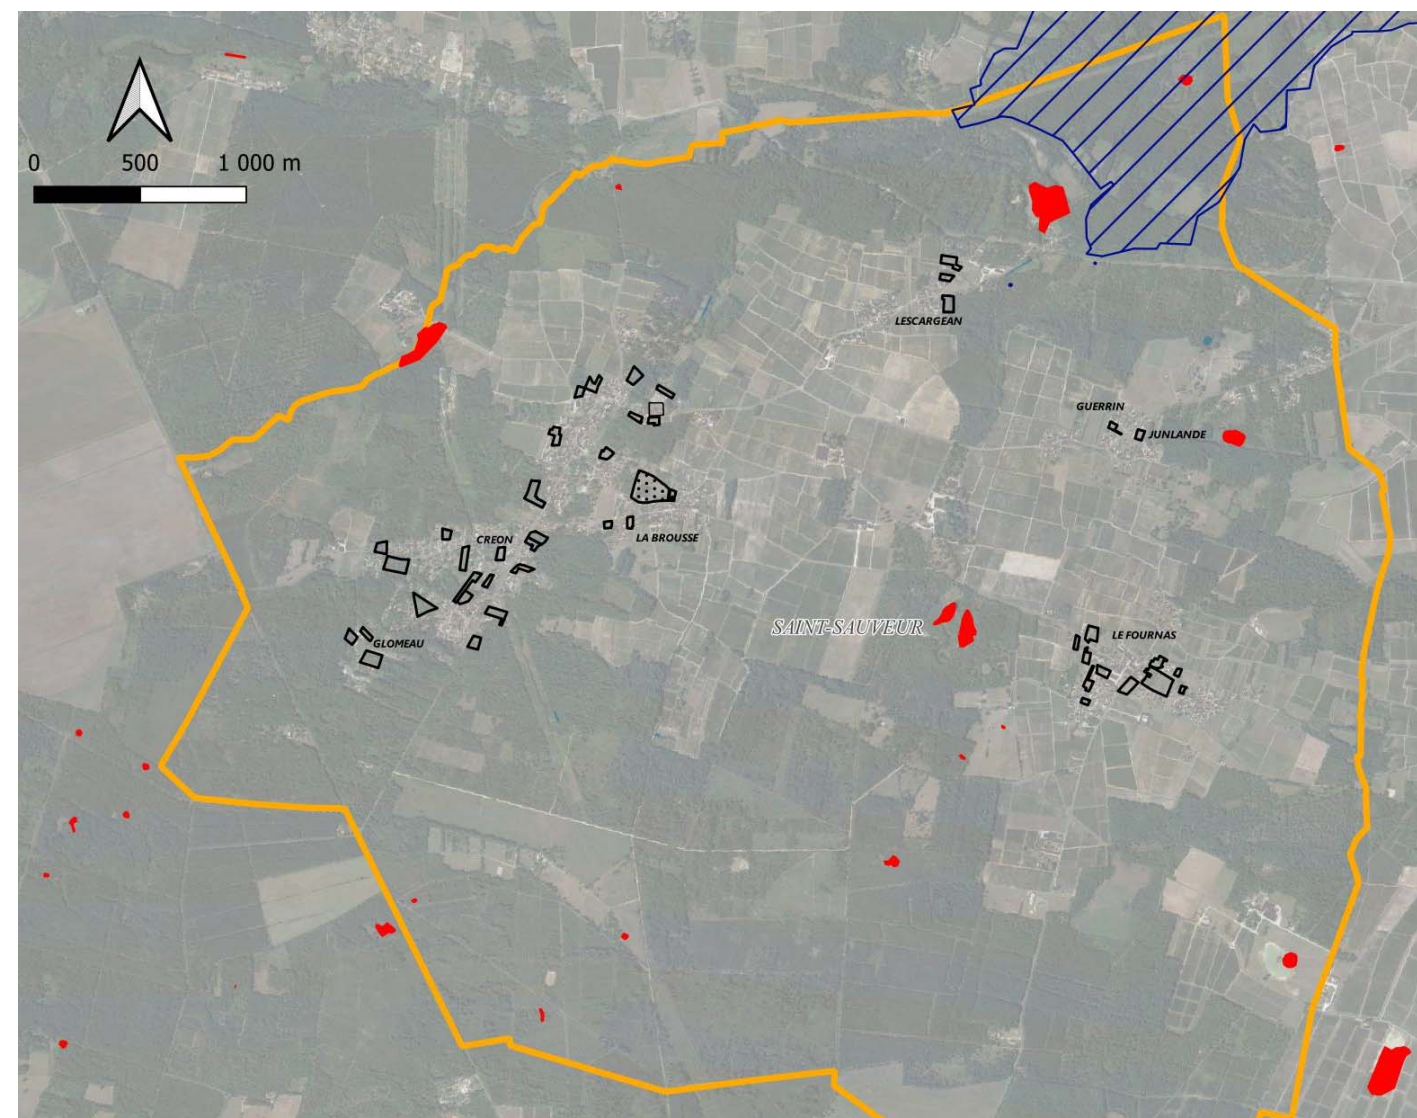 0 500 1 000 m
LESCARGEAN
GUERRIN
JUNLANDE
CREON
LA BROUSSE
SAINT-SAUVEUR
LE FOURNAS
GLOMEAU